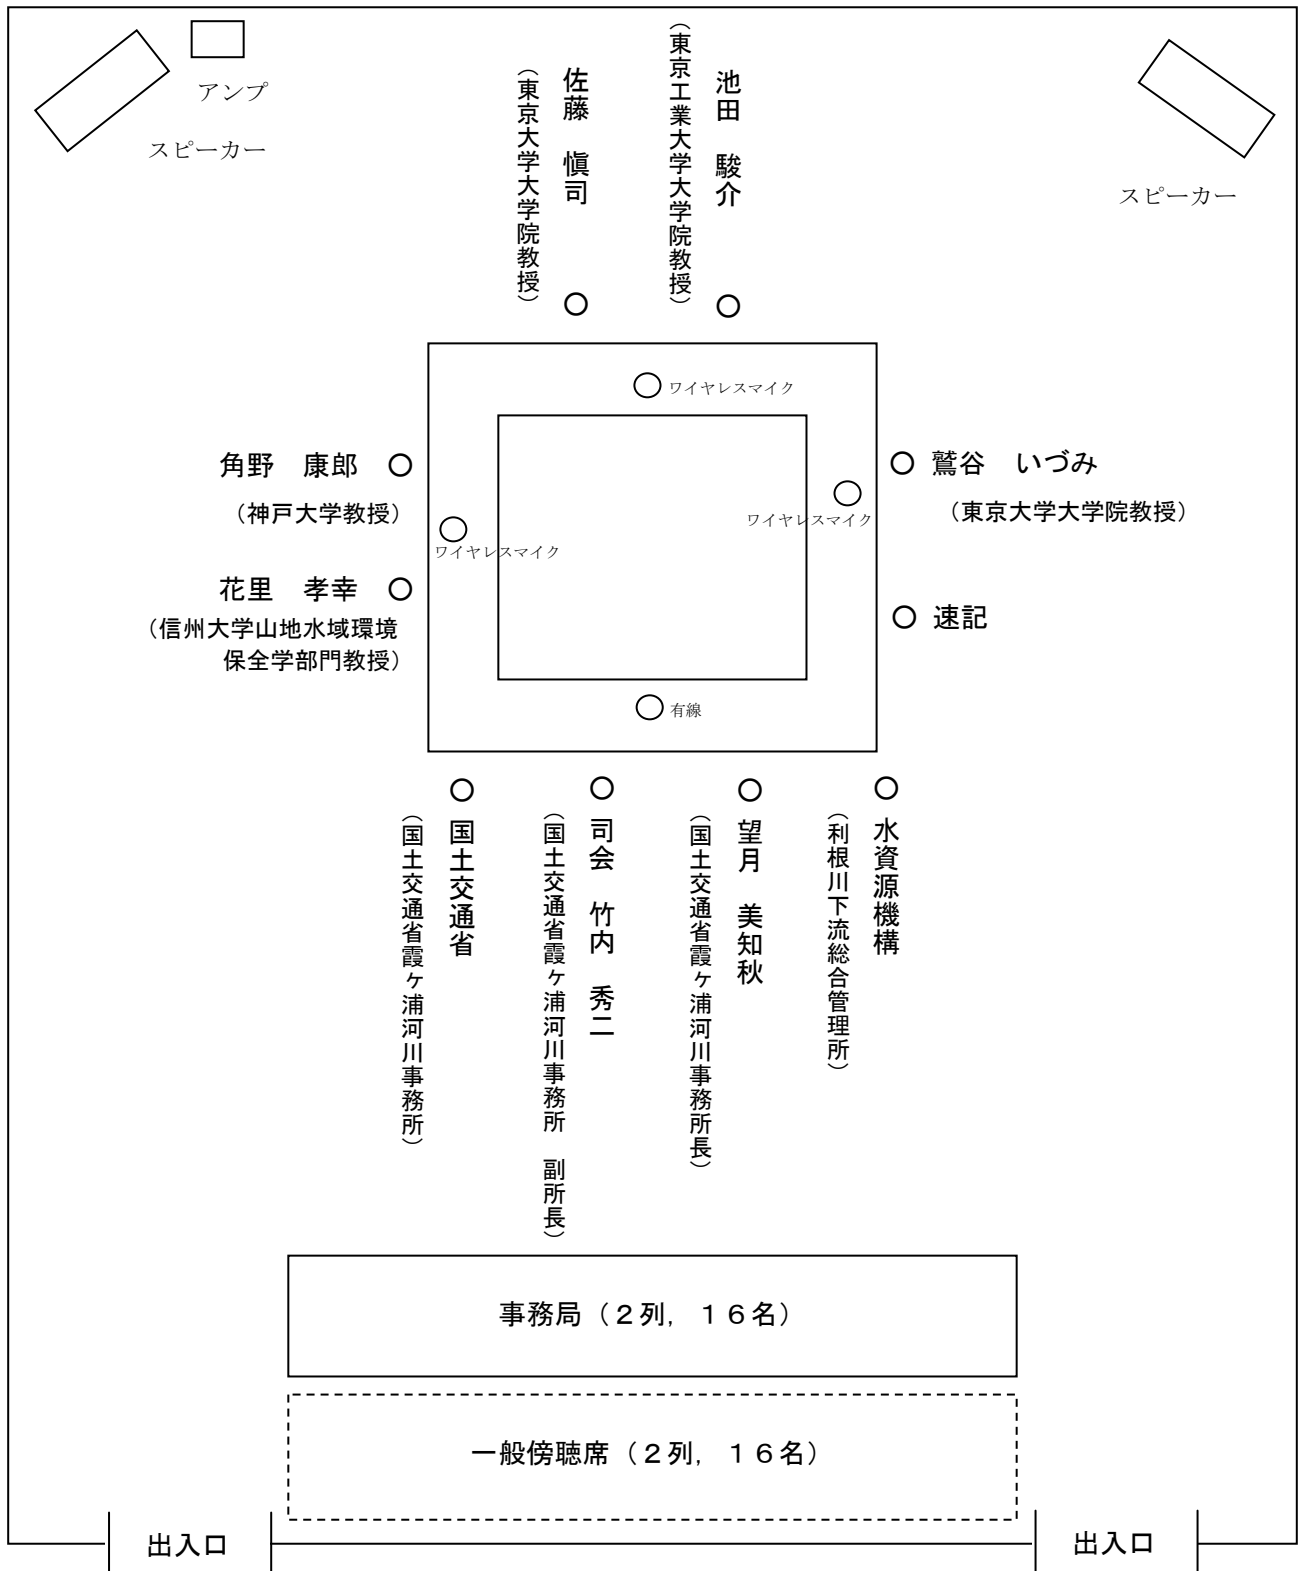 アンプ
スピーカー
スピーカー
池田　駿介
（東京工業大学大学院教授）
佐藤　愼司
（東京大学大学院教授）
ワイヤレスマイク
角野　康郎
（神戸大学教授）
鷲谷　いづみ
（東京大学大学院教授）
ワイヤレスマイク
ワイヤレスマイク
花里　孝幸
（信州大学山地水域環境
保全学部門教授）
速記
有線
水資源機構
（利根川下流総合管理所）
望月　美知秋
（国土交通省霞ヶ浦河川事務所長）
司会　竹内　秀二
（国土交通省霞ヶ浦河川事務所　副所長）
国土交通省
（国土交通省霞ヶ浦河川事務所）
事務局（２列，１６名）
一般傍聴席（２列，１６名）
出入口
出入口